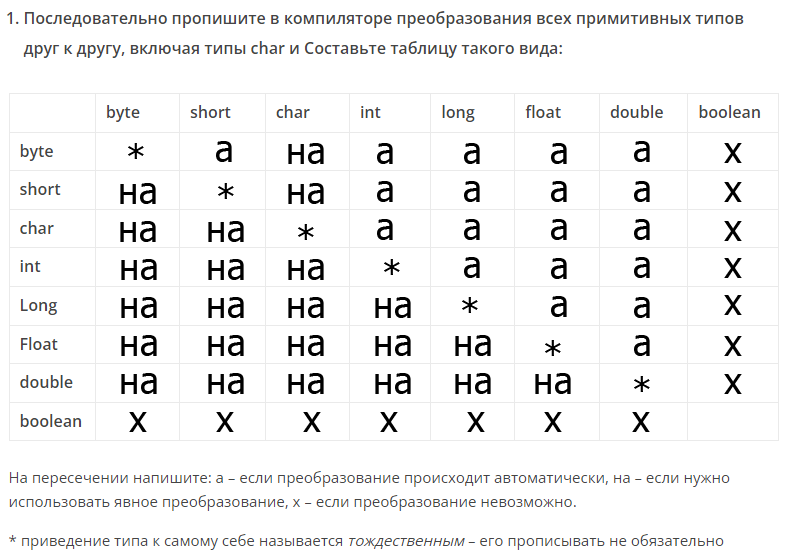 1. Последовательно пропишите в компиляторе преобразования всех примитивных типов
друг к другу, включая типы char и Составьте таблицу такого вида:
byte short char int long float double boolean
byte * а на а а а а х
short на * на а а а а х
char на на * а а а а х
int на на на * а а а х
Long на на на на * а а х
Float на на на на на * а х
double на на на на на на * х
boolean х х х х х х х
На пересечении напишите: а – если преобразование происходит автоматически, на – если нужно
использовать явное преобразование, х – если преобразование невозможно.
* приведение типа к самому себе называется тождественным – его прописывать не обязательно